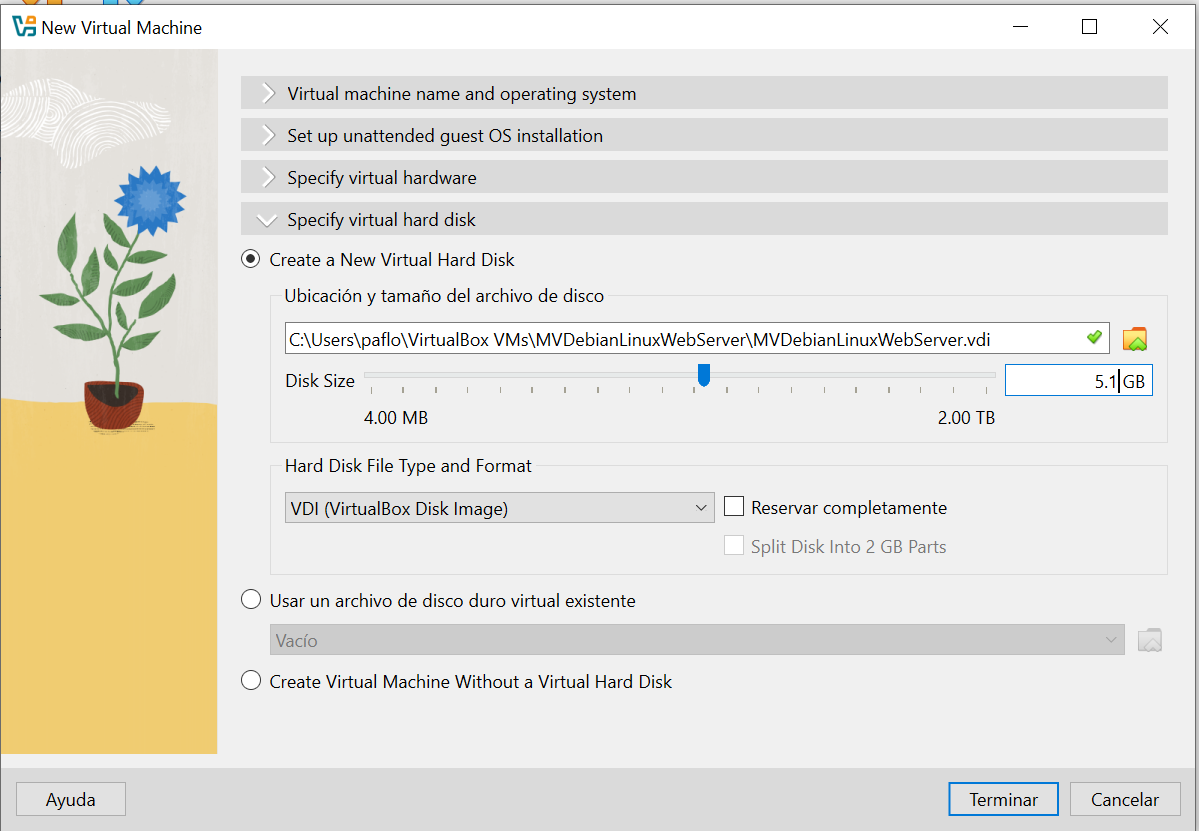 New Virtual Machine
Virtual machine name and operating system
Set up unattended guest OS installation
Specify virtual hardware
Specify virtual hard disk
Create a New Virtual Hard Disk
Ubicación y tamaño del archivo de disco
C:\Users\paflo\VirtualBox VMs\MVDebianLinuxWebServer\MVDebianLinuxWebServer.vdi
Disk Size 5.1 GB
4.00 MB 2.00 TB
Hard Disk File Type and Format
VDI (VirtualBox Disk Image) Reservar completamente
Split Disk Into 2 GB Parts
Usar un archivo de disco duro virtual existente
Vacío
Create Virtual Machine Without a Virtual Hard Disk
Ayuda Terminar Cancelar